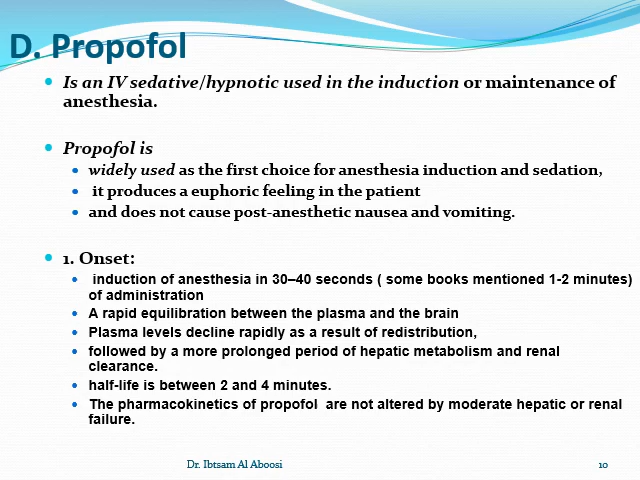 D. Propofol
Is an IV sedative/hypnotic used in the induction or maintenance of
anesthesia.
Propofol is
widely used as the first choice for anesthesia induction and sedation,
it produces a euphoric feeling in the patient
and does not cause post-anesthetic nausea and vomiting.
1. Onset:
induction of anesthesia in 30–40 seconds ( some books mentioned 1-2 minutes)
of administration
A rapid equilibration between the plasma and the brain
Plasma levels decline rapidly as a result of redistribution,
followed by a more prolonged period of hepatic metabolism and renal
clearance.
half-life is between 2 and 4 minutes.
The pharmacokinetics of propofol are not altered by moderate hepatic or renal
failure.
Dr. Ibtsam Al Aboosi
10